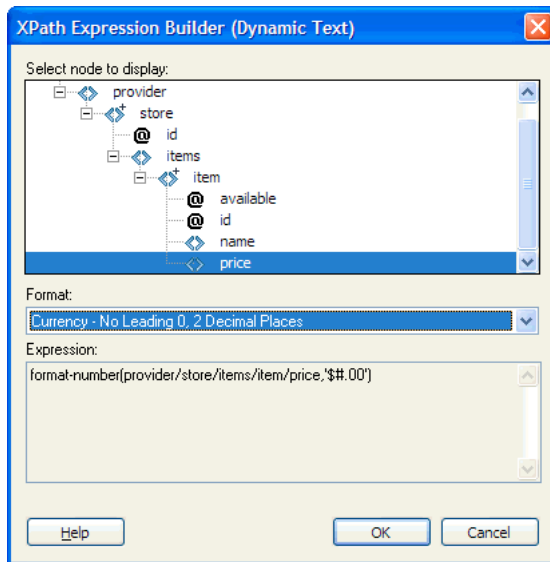 XPath Expression Builder (Dynamic Text)
Select node to display:
provider
store
@ id
items
item
@ available
@ id
name
price
Format:
Currency - No Leading 0, 2 Decimal Places
Expression:
format-number(provider/store/items/item/price,'$#.00')
Help OK Cancel